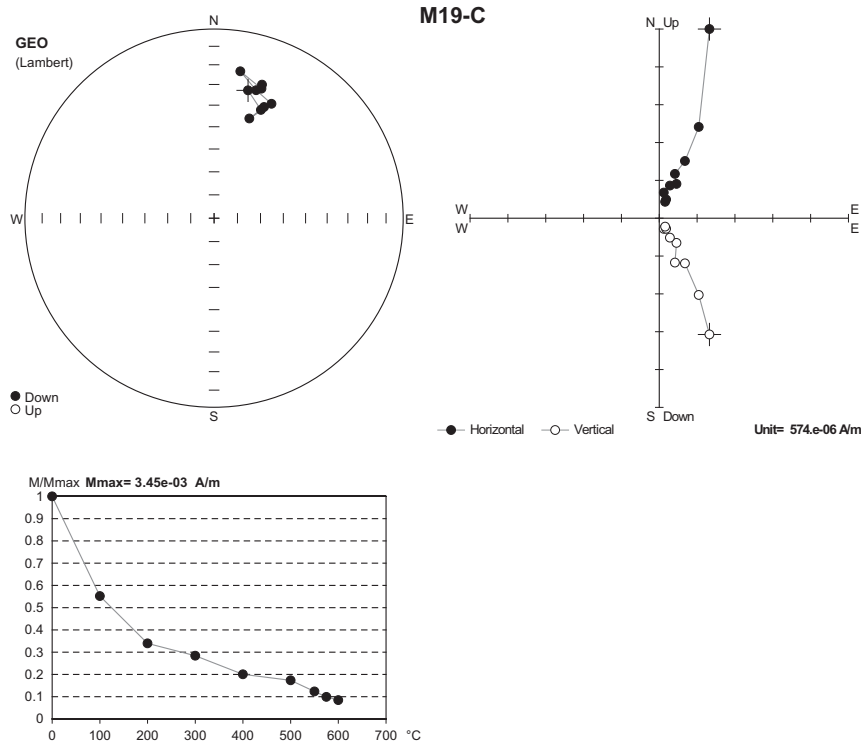 M19-C
GEO
(Lambert)
N
W
E
S
Down
Up
N Up
W
W
E
E
S Down
Horizontal
Vertical
Unit= 574.e-06 A/m
M/Mmax Mmax= 3.45e-03 A/m
1
0.9
0.8
0.7
0.6
0.5
0.4
0.3
0.2
0.1
0
0 100 200 300 400 500 600 700 °C